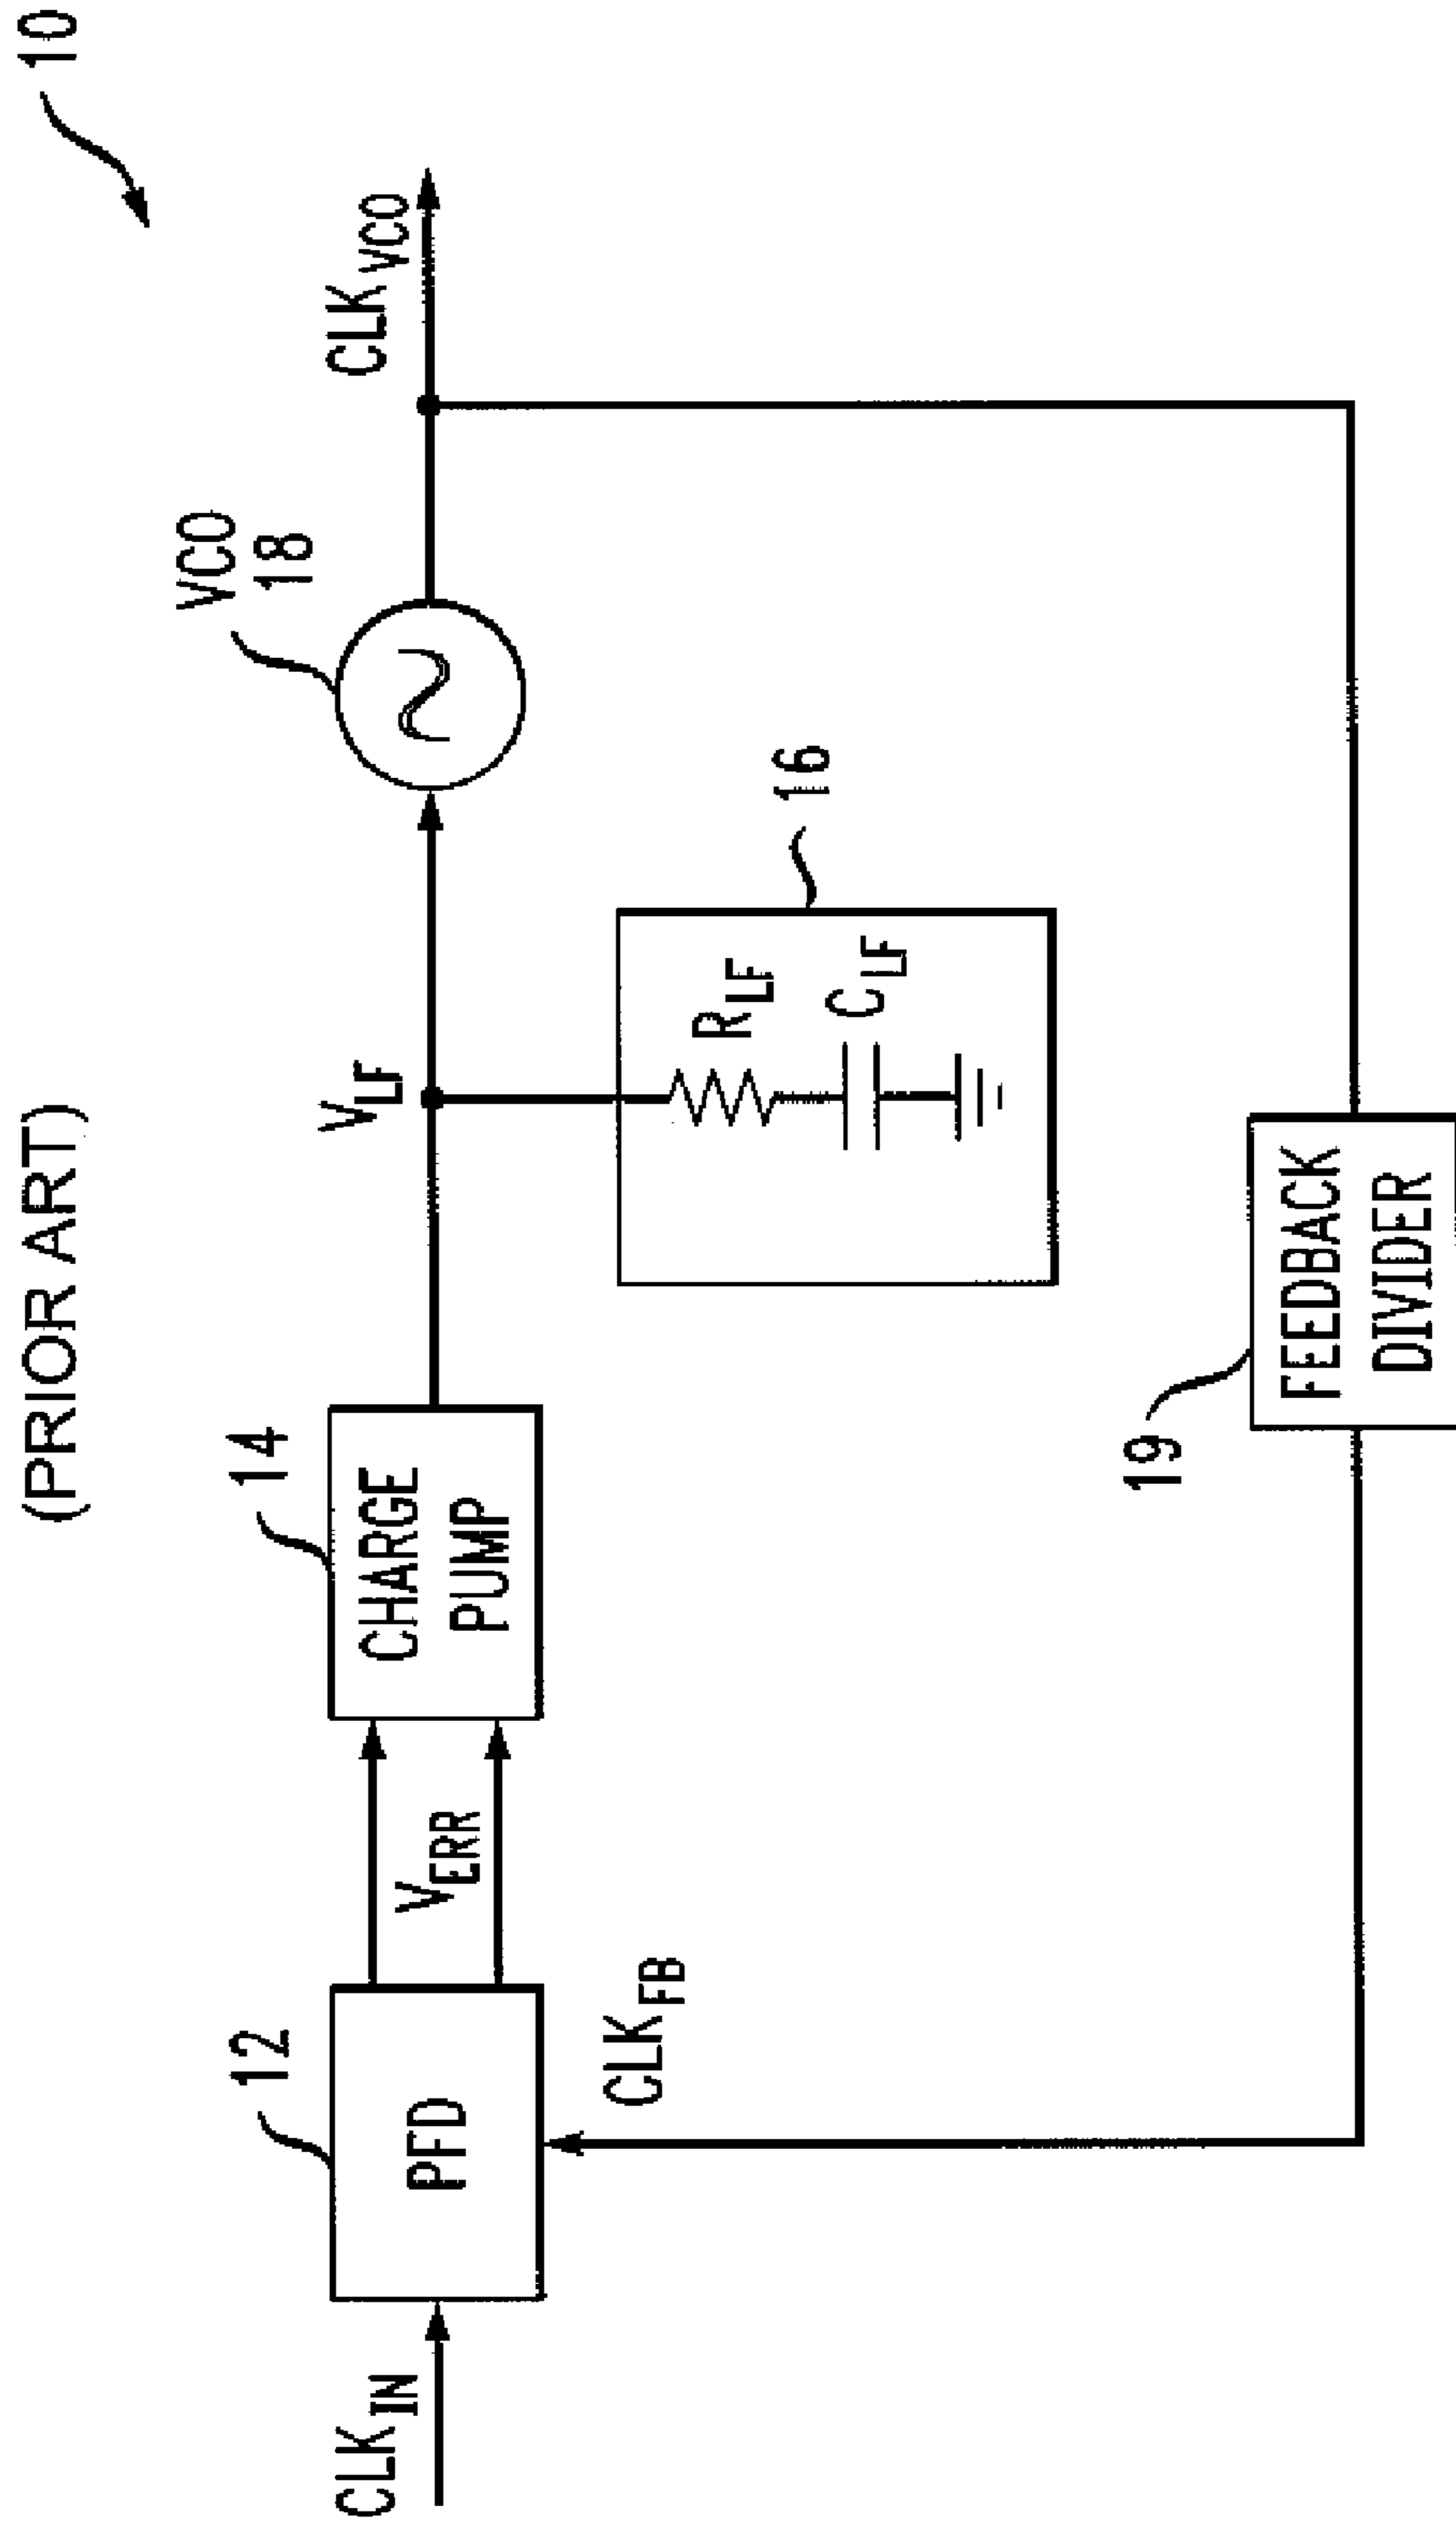 (PRIOR ART)
10
CLK_IN
12
PFD
V_ERR
CLK_FB
14
CHARGE
PUMP
V_LF
R_LF
C_LF
16
VCO
18
CLK_VCO
19
FEEDBACK
DIVIDER